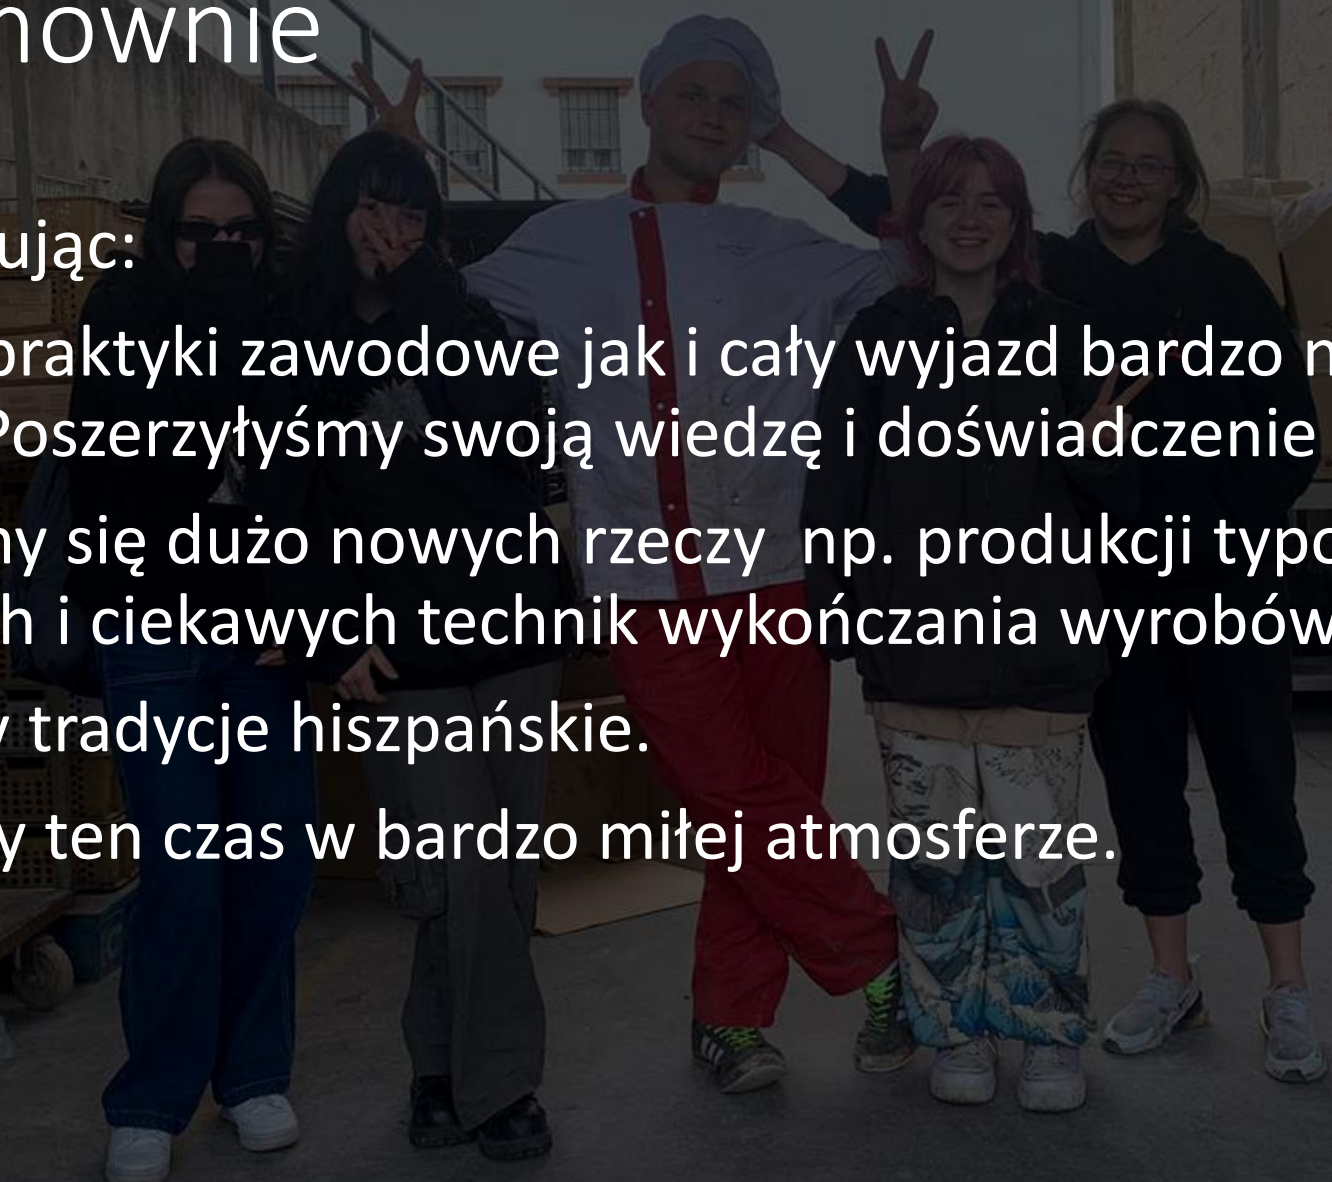 nownie
ując:
praktyki zawodowe jak i cały wyjazd bardzo n
Poszerzyłyśmy swoją wiedzę i doświadczenie
ny się dużo nowych rzeczy  np. produkcji typo
h i ciekawych technik wykończania wyrobów
y tradycje hiszpańskie.
y ten czas w bardzo miłej atmosferze.